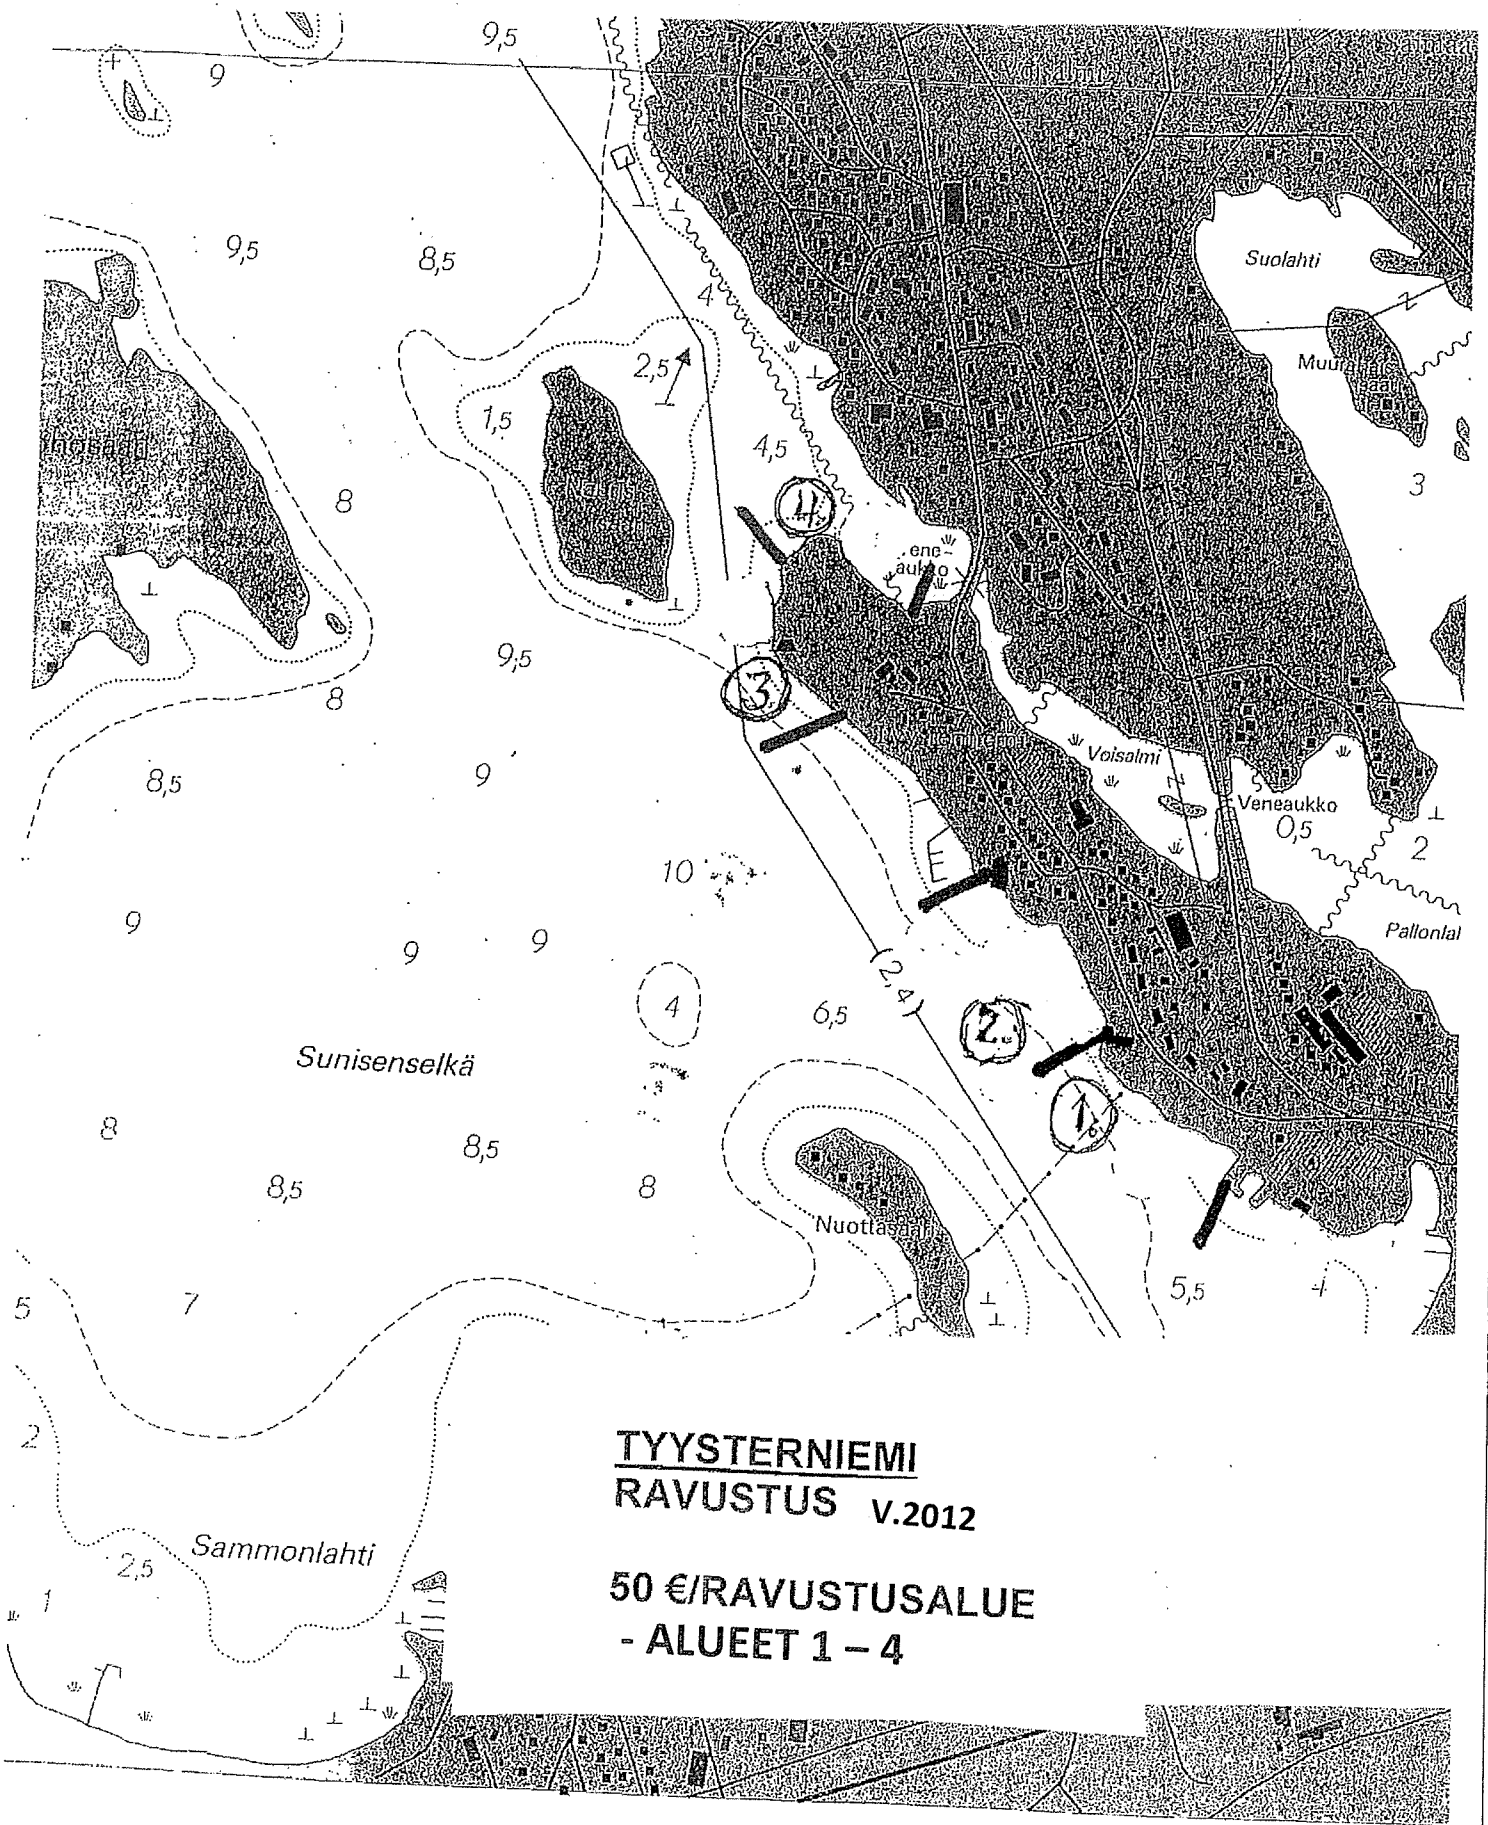 9,5
9
Voisalmi
9,5
8,5
Suolahti
4
2,5
1,5
4,5
8
3
4.
ene-
aukko
9,5
3
8
8,5
9
Voisalmi
Veneaukko
0,5
2
10
9
9
9
Pallonlal
(2,4)
4
6,5
2.
Sunisenselkä
1.
8
8,5
8,5
8
5,5
5
7
2
TYYSTERNIEMI
RAVUSTUS V.2012
Sammonlahti
2,5
1
50 €/RAVUSTUSALUE
- ALUEET 1 – 4